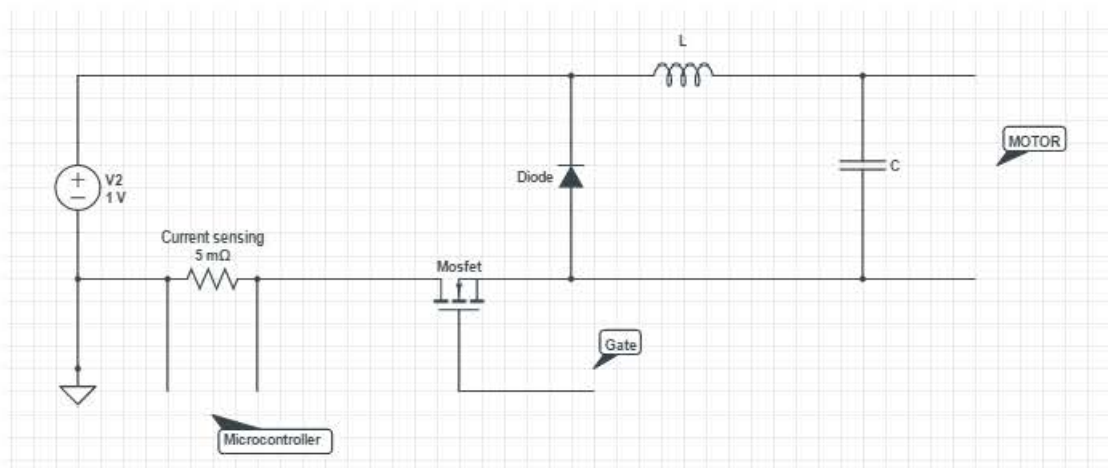 L
MOTOR
Diode
C
+
−
V2
1 V
Current sensing
5 mΩ
Mosfet
Gate
Microcontroller